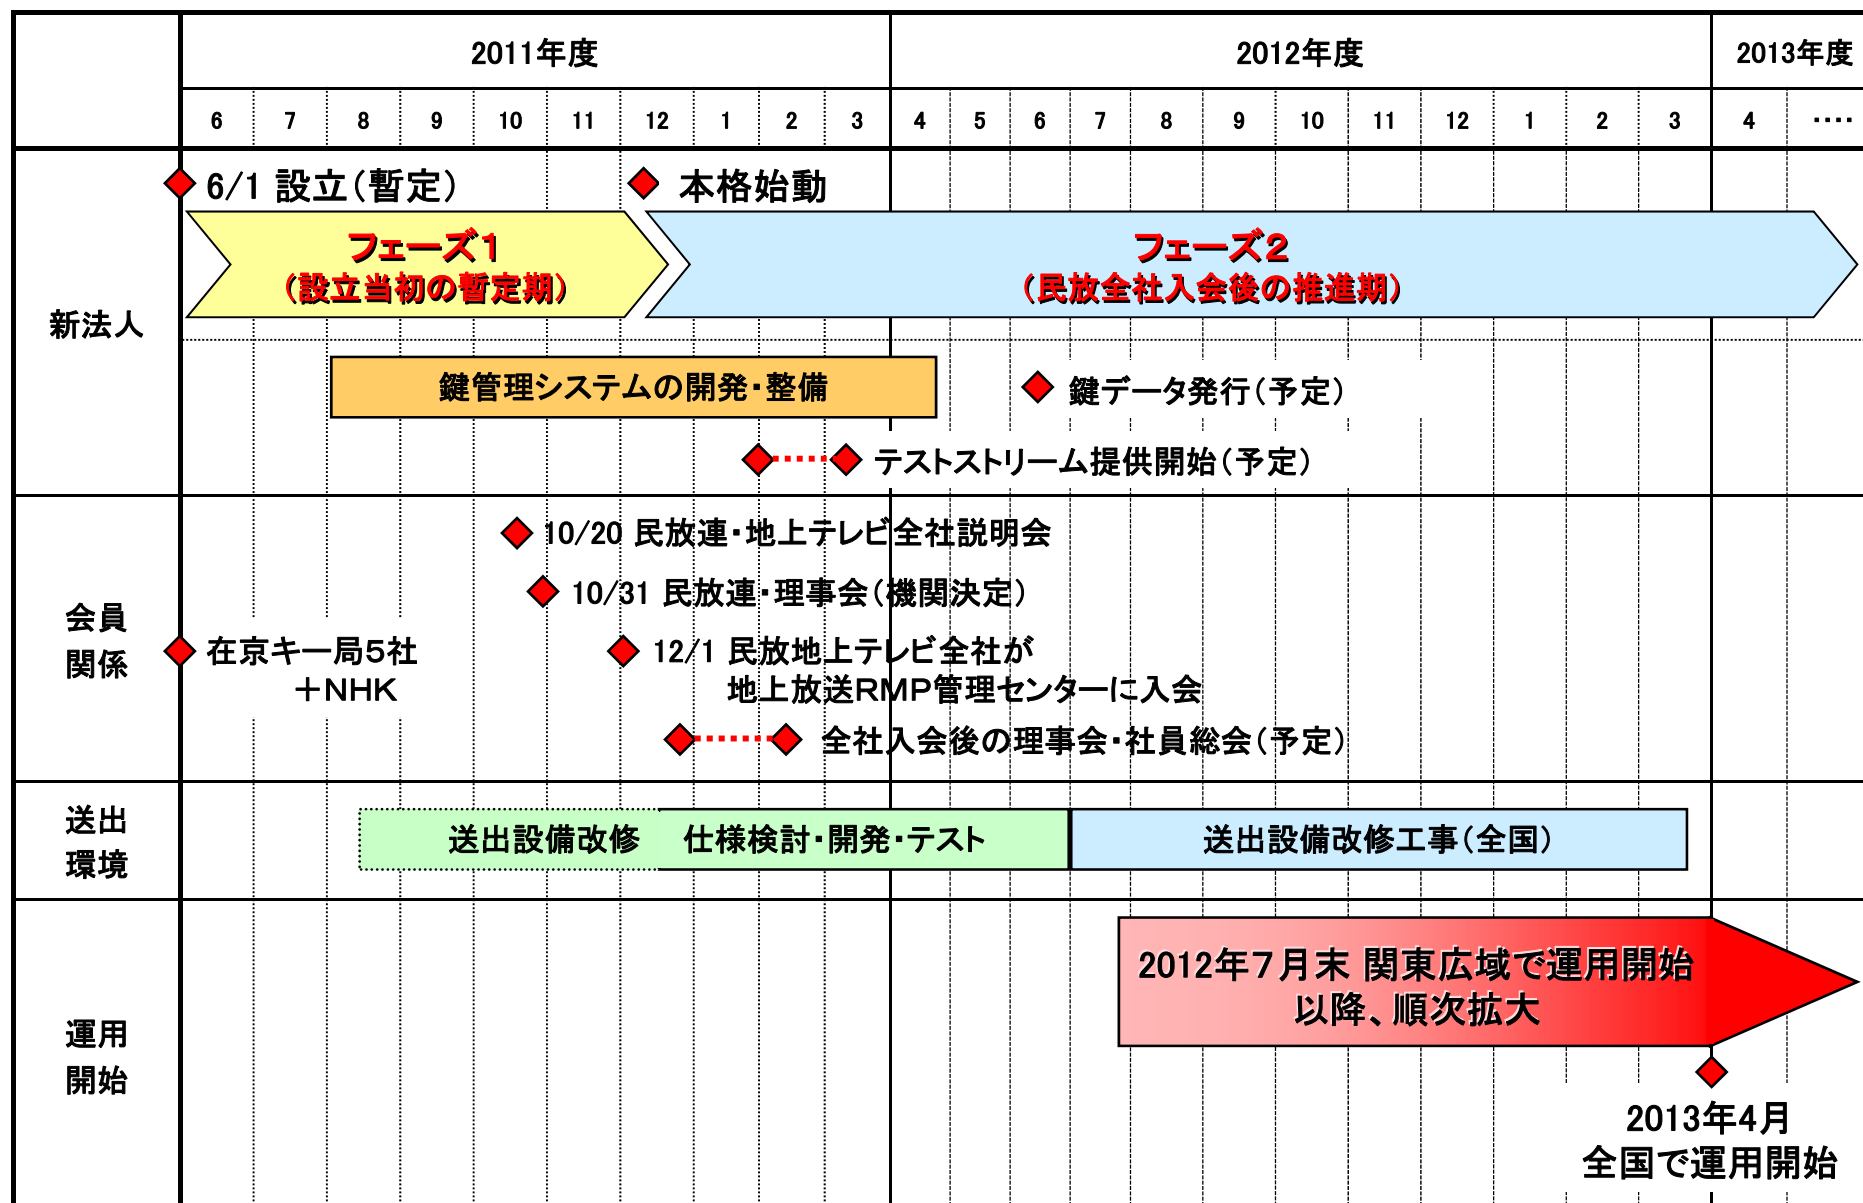 2011年度 2012年度 2013年度
6 7 8 9 10 11 12 1 2 3 4 5 6 7 8 9 10 11 12 1 2 3 4 ‥‥
新法人
6/1 設立（暫定）
本格始動
フェーズ１
（設立当初の暫定期）
フェーズ２
（民放全社入会後の推進期）
鍵管理システムの開発・整備
鍵データ発行（予定）
テストストリーム提供開始（予定）
会員
関係
10/20 民放連・地上テレビ全社説明会
10/31 民放連・理事会（機関決定）
在京キー局５社
＋ＮＨＫ
12/1 民放地上テレビ全社が
地上放送ＲＭＰ管理センターに入会
全社入会後の理事会・社員総会（予定）
送出
環境
送出設備改修 仕様検討・開発・テスト
送出設備改修工事（全国）
運用
開始
2012年７月末 関東広域で運用開始
以降、順次拡大
2013年４月
全国で運用開始